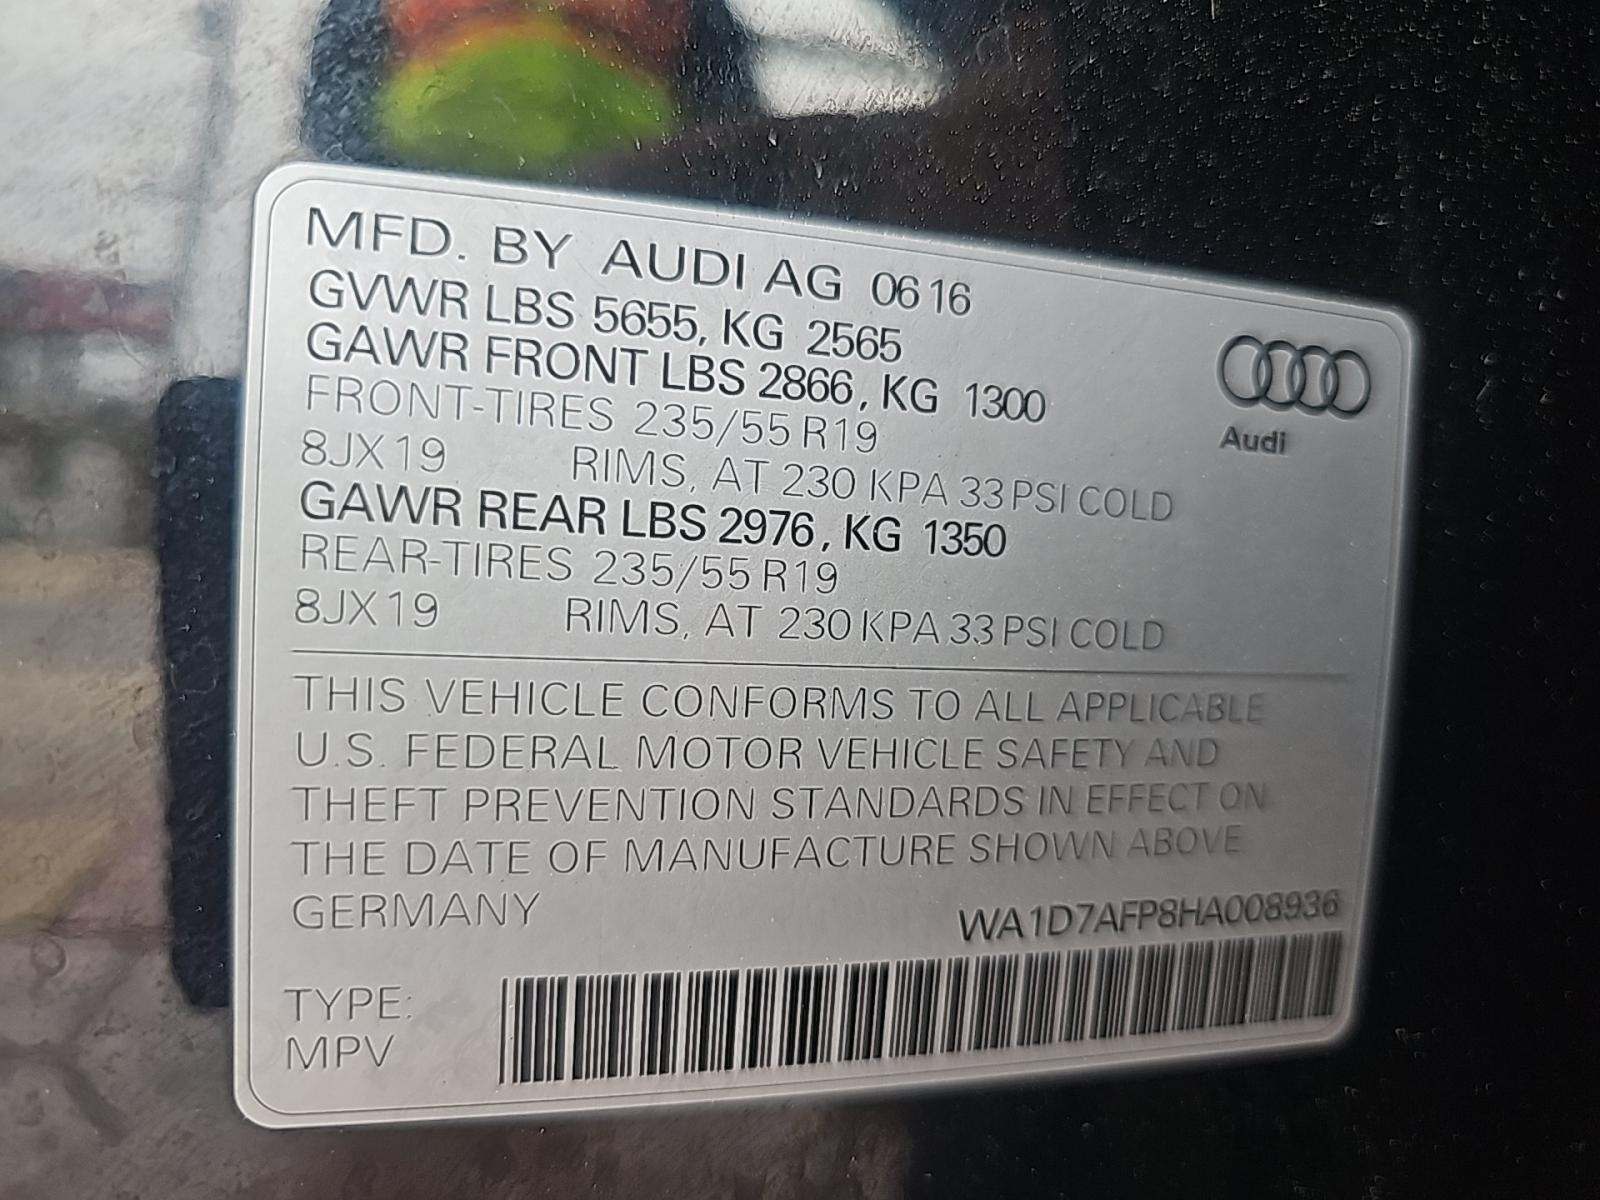 MFD. BY AUDI AG 0616
GVWR LBS 5655, KG 2565
GAWR FRONT LBS 2866, KG 1300
FRONT-TIRES 235/55 R19
8JX19 RIMS, AT 230 KPA 33 PSI COLD
GAWR REAR LBS 2976, KG 1350
REAR-TIRES 235/55 R19
8JX19 RIMS, AT 230 KPA 33 PSI COLD
Audi
THIS VEHICLE CONFORMS TO ALL APPLICABLE
U.S. FEDERAL MOTOR VEHICLE SAFETY AND
THEFT PREVENTION STANDARDS IN EFFECT ON
THE DATE OF MANUFACTURE SHOWN ABOVE
GERMANY WA1D7AFP8HA008936
TYPE:
MPV